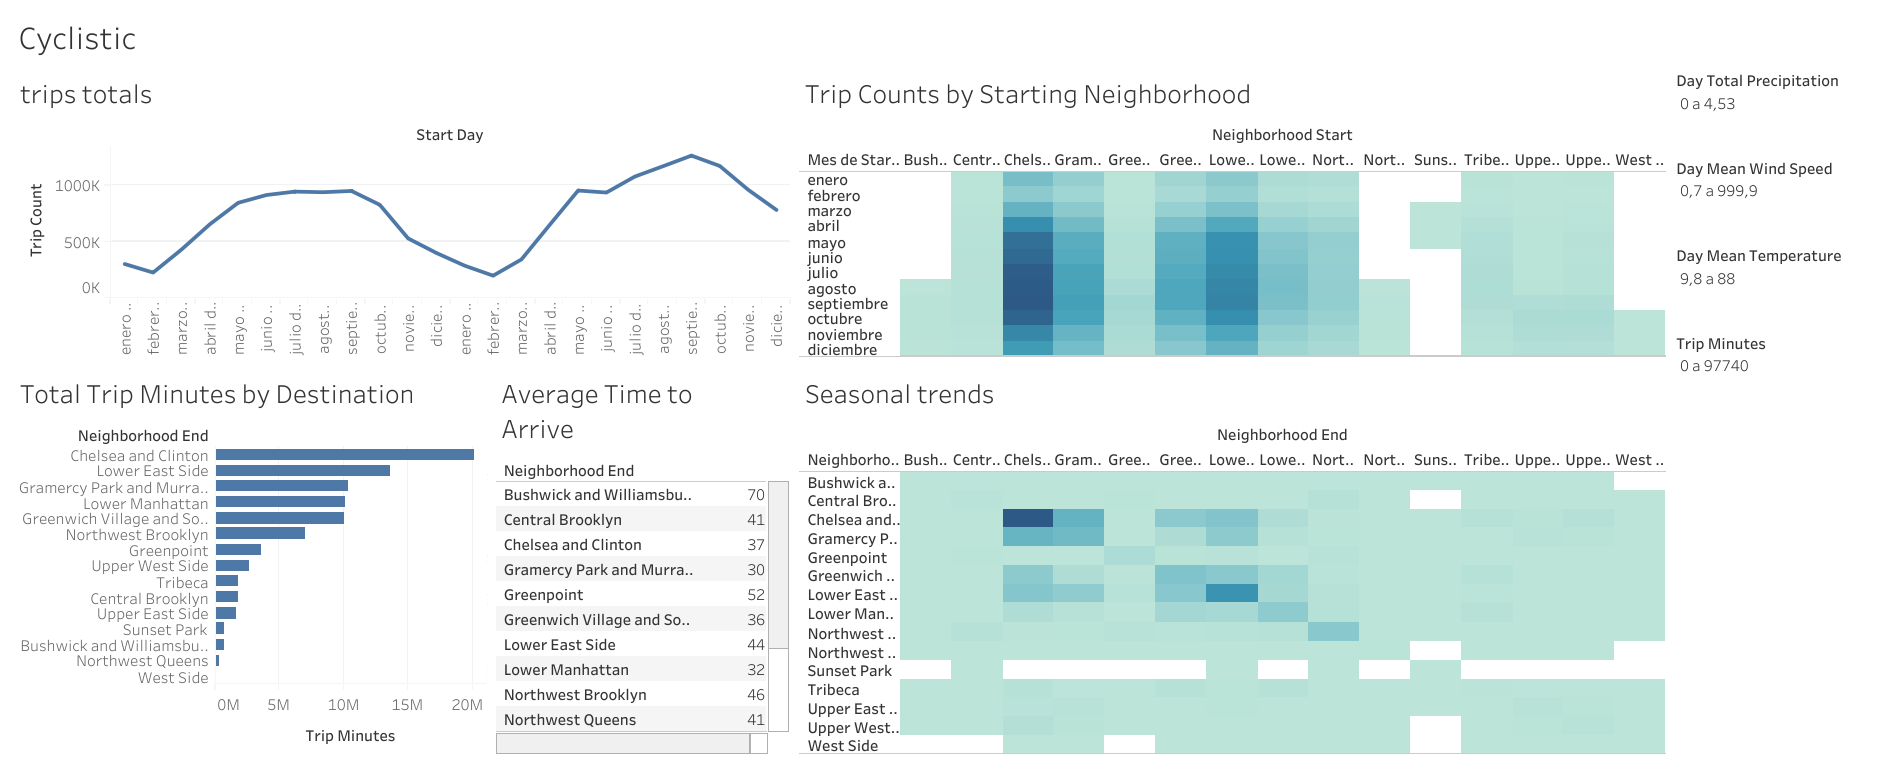 Cyclistic
trips totals
Start Day
Trip Count
1000K
500K
0K
enero ..
febrer..
marzo..
abril d..
mayo ..
junio ..
julio d..
agost..
septie..
octub..
novie..
dicie..
enero ..
febrer..
marzo..
abril d..
mayo ..
junio ..
julio d..
agost..
septie..
octub..
novie..
dicie..
Trip Counts by Starting Neighborhood
Neighborhood Start
Mes de Star.. Bush.. Centr.. Chels.. Gram.. Gree.. Gree.. Lowe.. Lowe.. Nort.. Nort.. Suns.. Tribe.. Uppe.. Uppe.. West ..
enero
febrero
marzo
abril
mayo
junio
julio
agosto
septiembre
octubre
noviembre
diciembre
Day Total Precipitation
0 a 4,53
Day Mean Wind Speed
0,7 a 999,9
Day Mean Temperature
9,8 a 88
Trip Minutes
0 a 97740
Total Trip Minutes by Destination
Neighborhood End
Chelsea and Clinton
Lower East Side
Gramercy Park and Murra..
Lower Manhattan
Greenwich Village and So..
Northwest Brooklyn
Greenpoint
Upper West Side
Tribeca
Central Brooklyn
Upper East Side
Sunset Park
Bushwick and Williamsbu..
Northwest Queens
West Side
0M 5M 10M 15M 20M
Trip Minutes
Average Time to
Arrive
Neighborhood End
Bushwick and Williamsbu.. 70
Central Brooklyn 41
Chelsea and Clinton 37
Gramercy Park and Murra.. 30
Greenpoint 52
Greenwich Village and So.. 36
Lower East Side 44
Lower Manhattan 32
Northwest Brooklyn 46
Northwest Queens 41
Seasonal trends
Neighborhood End
Neighborho.. Bush.. Centr.. Chels.. Gram.. Gree.. Gree.. Lowe.. Lowe.. Nort.. Nort.. Suns.. Tribe.. Uppe.. Uppe.. West ..
Bushwick a..
Central Bro..
Chelsea and..
Gramercy P..
Greenpoint
Greenwich ..
Lower East ..
Lower Man..
Northwest ..
Northwest ..
Sunset Park
Tribeca
Upper East ..
Upper West..
West Side